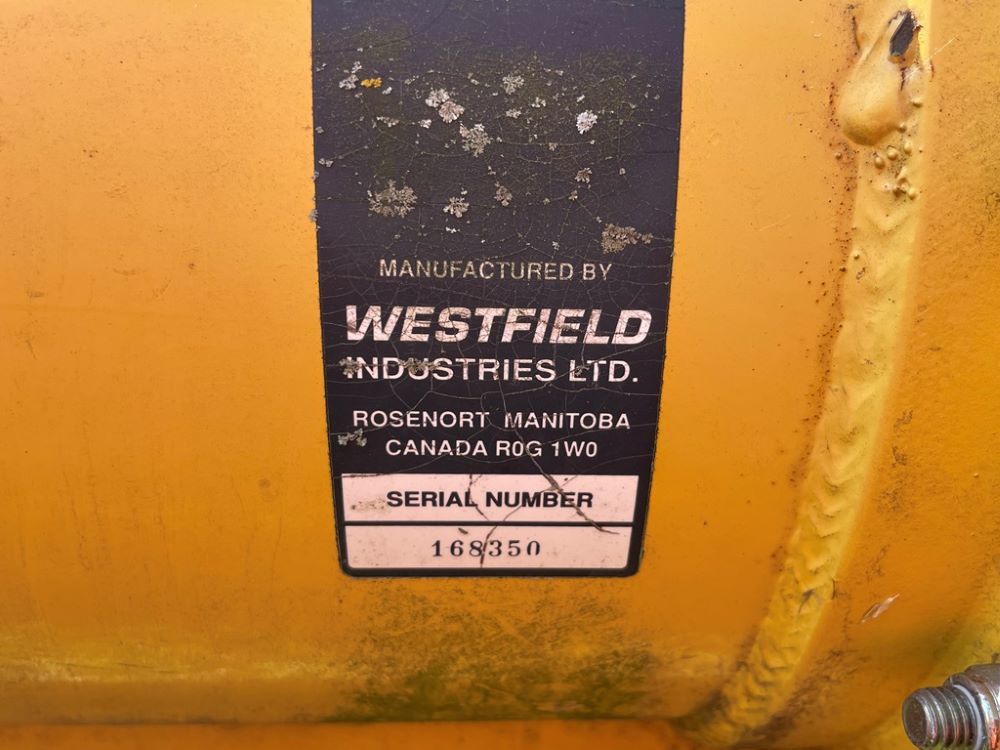 MANUFACTURED BY
WESTFIELD
INDUSTRIES LTD.
ROSENORT MANITOBA
CANADA R0G 1W0
SERIAL NUMBER
168350